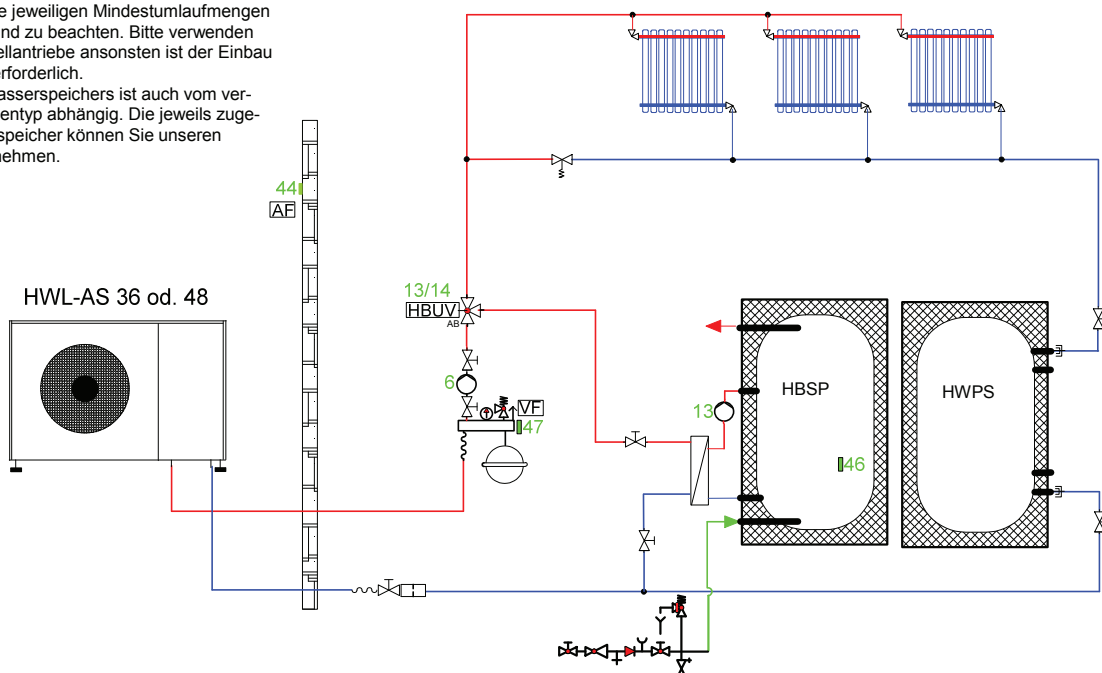 e jeweiligen Mindestumlaufmengen
nd zu beachten. Bitte verwenden
ellantriebe ansonsten ist der Einbau
erforderlich.
asserspeichers ist auch vom ver-
entyp abhängig. Die jeweils zuge-
speicher können Sie unseren
nehmen.
44
AF
HWL-AS 36 od. 48
13/14
HBUV
AB
6
VF
47
13
HBSP
46
HWPS